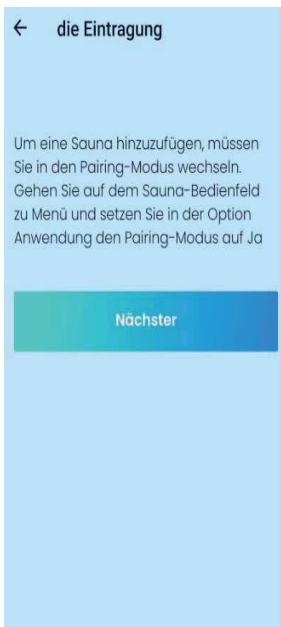 die Eintragung
Um eine Sauna hinzuzufügen, müssen
Sie in den Pairing-Modus wechseln.
Gehen Sie auf dem Sauna-Bedienfeld
zu Menü und setzen Sie in der Option
Anwendung den Pairing-Modus auf Ja
Nächster